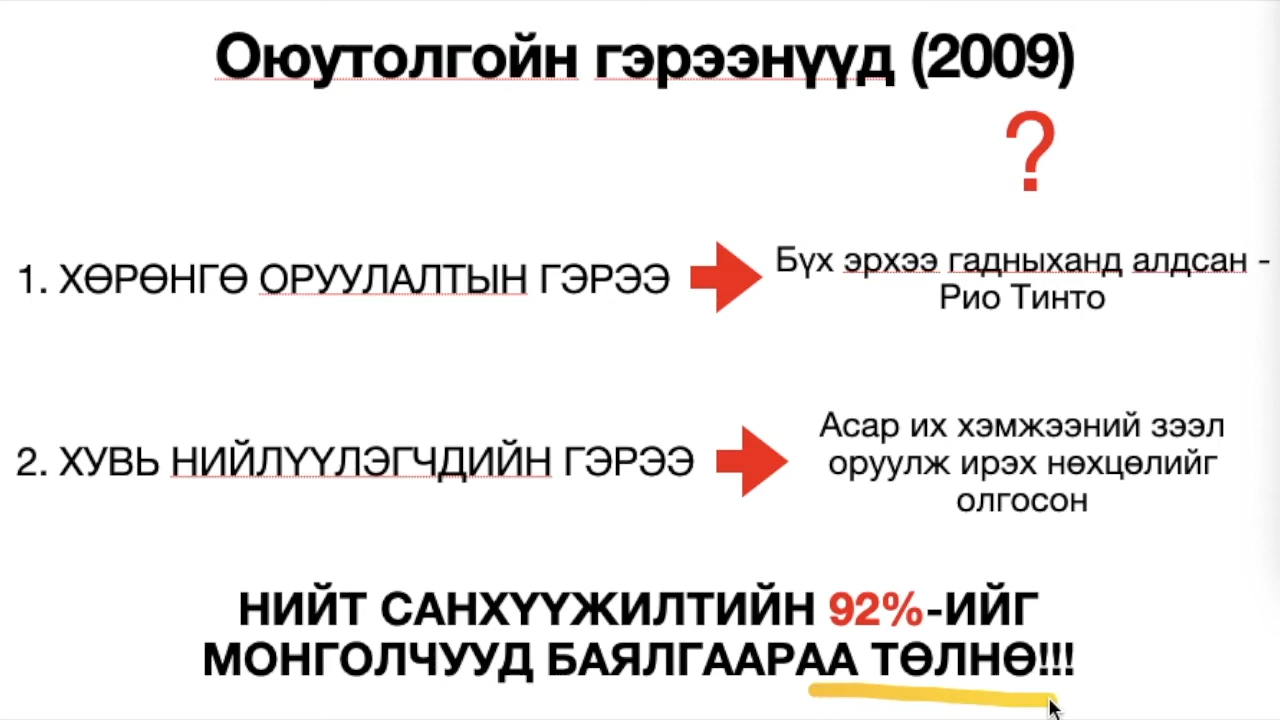 Оюутолгойн гэрээнүүд (2009)
?
1. ХӨРӨНГӨ ОРУУЛАЛТЫН ГЭРЭЭ
Бүх эрхээ гадныханд алдсан -
Рио Тинто
2. ХУВЬ НИЙЛҮҮЛЭГЧДИЙН ГЭРЭЭ
Асар их хэмжээний зээл
оруулж ирэх нөхцөлийг
олгосон
НИЙТ САНХҮҮЖИЛТИЙН 92%-ИЙГ
МОНГОЛЧУУД БАЯЛГААРАА ТӨЛНӨ!!!